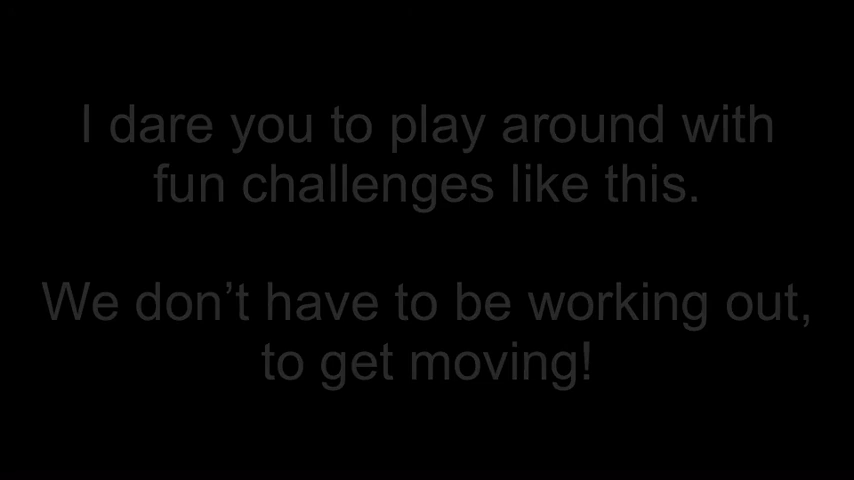 I dare you to play around with
fun challenges like this.
We don’t have to be working out,
to get moving!